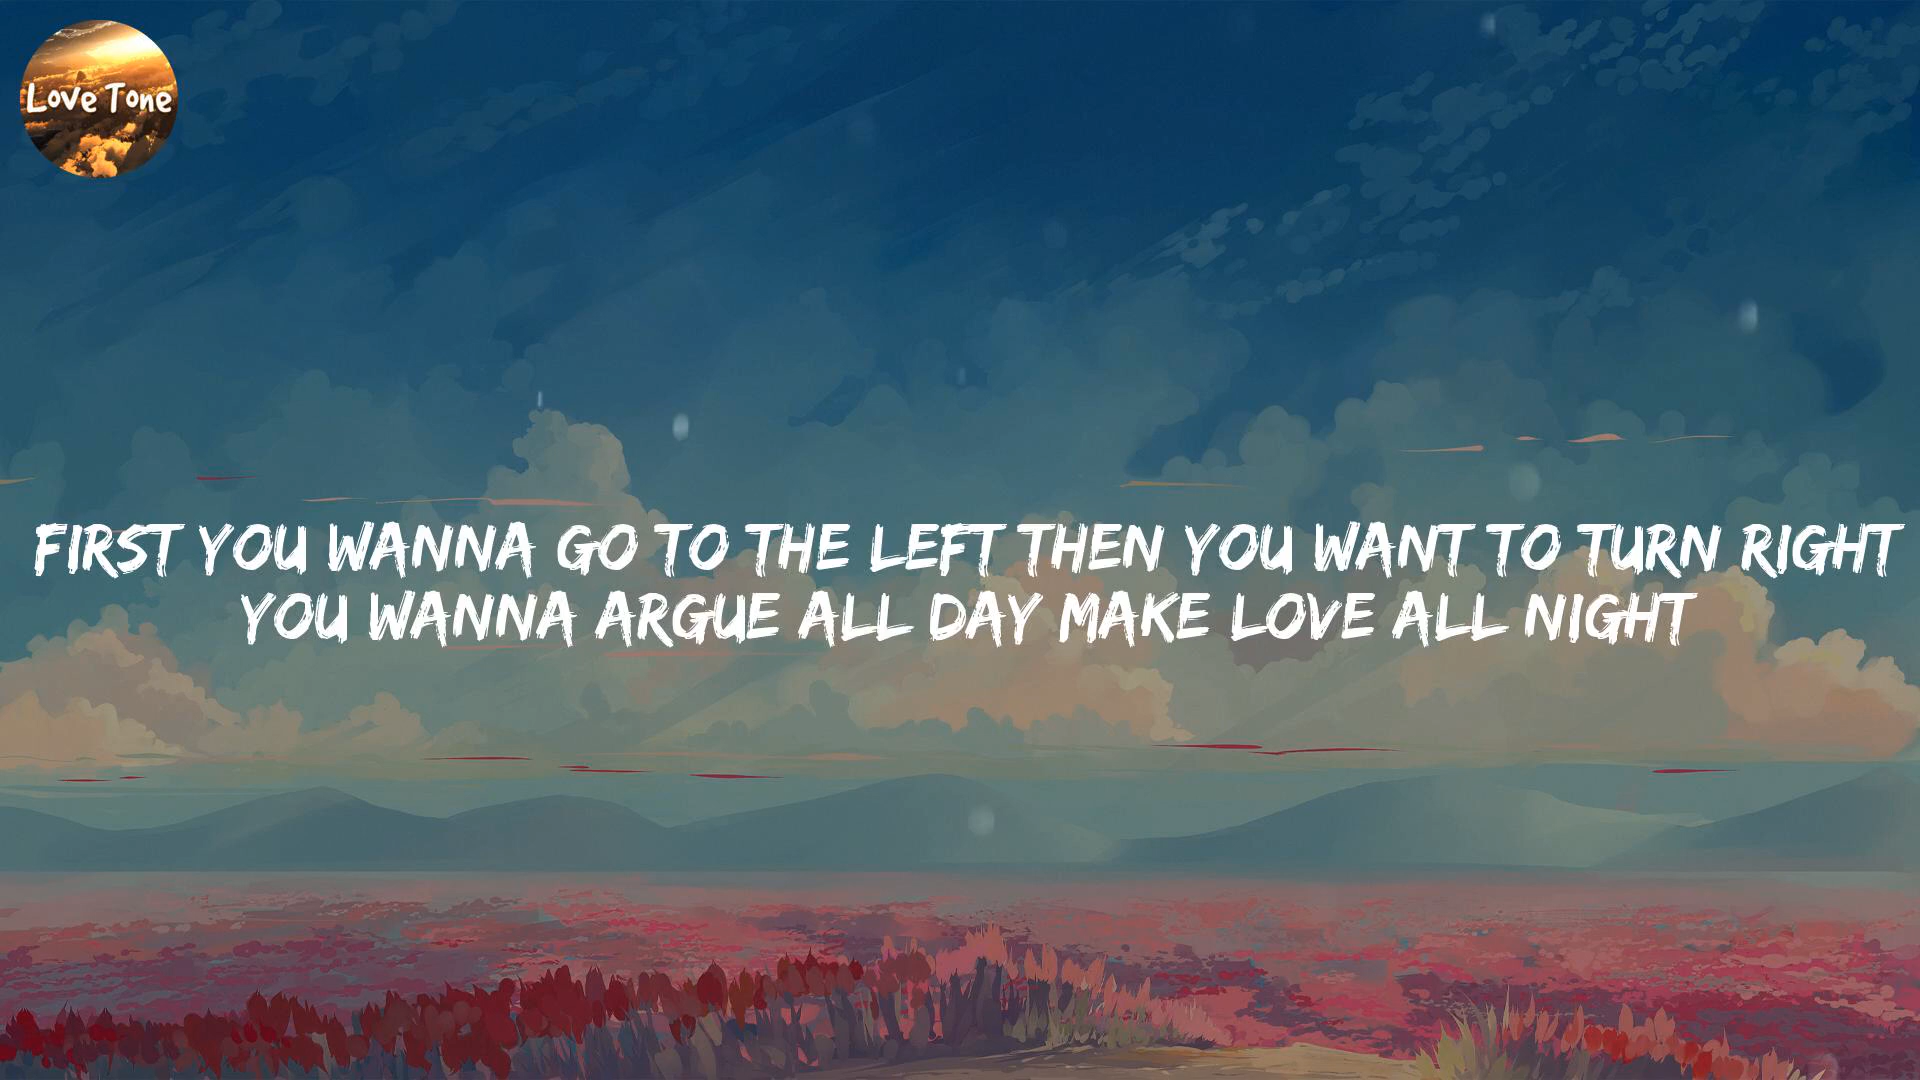 Love Tone
FIRST YOU WANNA GO TO THE LEFT THEN YOU WANT TO TURN RIGHT
YOU WANNA ARGUE ALL DAY MAKE LOVE ALL NIGHT